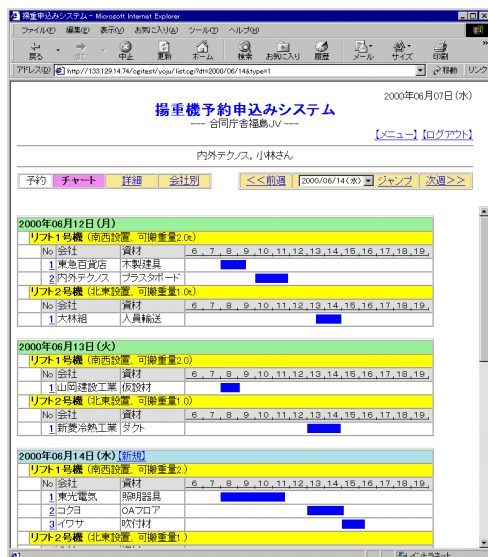 揚重申込みシステム - Microsoft Internet Explorer
ファイル(F) 編集(E) 表示(V) お気に入り(A) ツール(T) ヘルプ(H)
戻る 進む 中止 更新 ホーム 検索 お気に入り 履歴 メール サイズ 印刷
アドレス(D) http://133.129.14.74/cgitest/yoju/list.cgi?dt=2000/06/14&type=1 移動 リンク
2000年06月07日(水)
揚重機予約申込みシステム
--- 合同庁舎福島JV ---
【メニュー】【ログアウト】
内外テクノス, 小林さん
予約 チャート 詳細 会社別 <<前週 2000/06/14(水) ジャンプ 次週>>
2000年06月12日(月)
リフト1号機 (南西設置、可搬重量2.0t)
No 会社 資材 6 , 7 , 8 , 9 ,10,11,12,13,14,15,16,17,18,19,
1 東急百貨店 木製建具
2 内外テクノス プラスタボード
リフト2号機 (北東設置、可搬重量1.0t)
No 会社 資材 6 , 7 , 8 , 9 ,10,11,12,13,14,15,16,17,18,19,
1 大林組 人員輸送
2000年06月13日(火)
リフト1号機 (南西設置、可搬重量2.0)
No 会社 資材 6 , 7 , 8 , 9 ,10,11,12,13,14,15,16,17,18,19,
1 山岡建設工業 仮設材
リフト2号機 (北東設置、可搬重量1.0)
No 会社 資材 6 , 7 , 8 , 9 ,10,11,12,13,14,15,16,17,18,19,
1 新菱冷熱工業 ダクト
2000年06月14日(水)【新規】
リフト1号機 (南西設置、可搬重量2.)
No 会社 資材 6 , 7 , 8 , 9 ,10,11,12,13,14,15,16,17,18,19,
1 東光電気 照明器具
2 コクヨ OAフロア
3 イワサ 吹付材
リフト2号機 (北東設置、可搬重量1.)
イントラネット